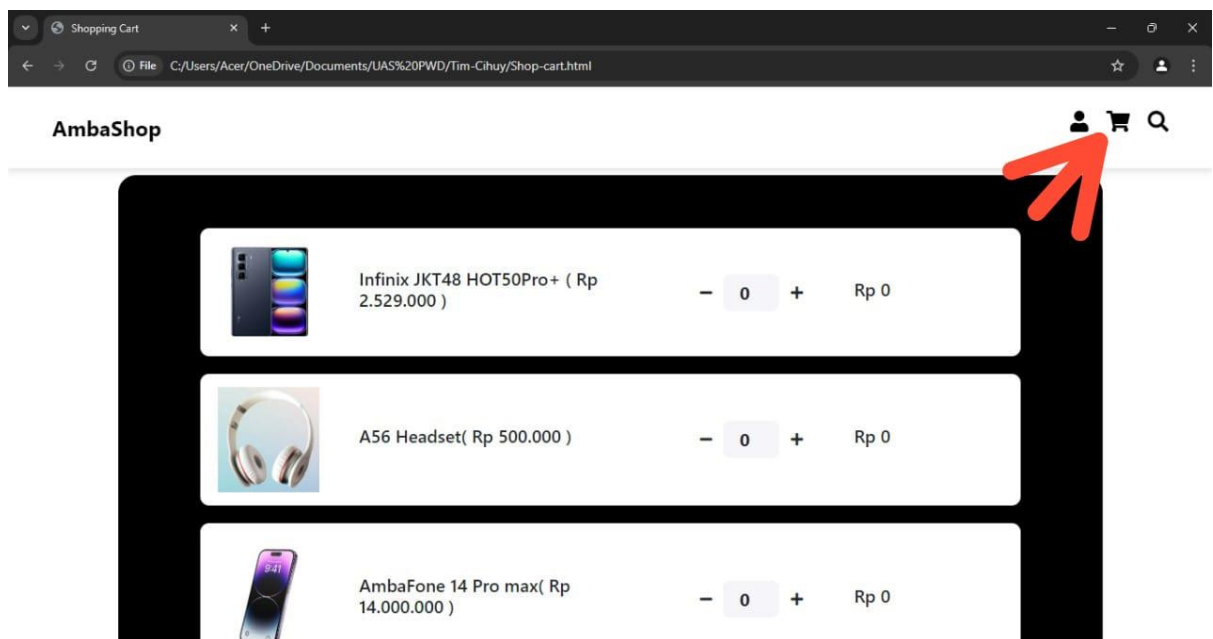 Shopping Cart
File C:/Users/Acer/OneDrive/Documents/UAS%20PWD/Tim-Cihuy/Shop-cart.html
AmbaShop
Infinix JKT48 HOT50Pro+ ( Rp
2.529.000 )
− 0 + Rp 0
A56 Headset( Rp 500.000 )
− 0 + Rp 0
9:41
AmbaFone 14 Pro max( Rp
14.000.000 )
− 0 + Rp 0